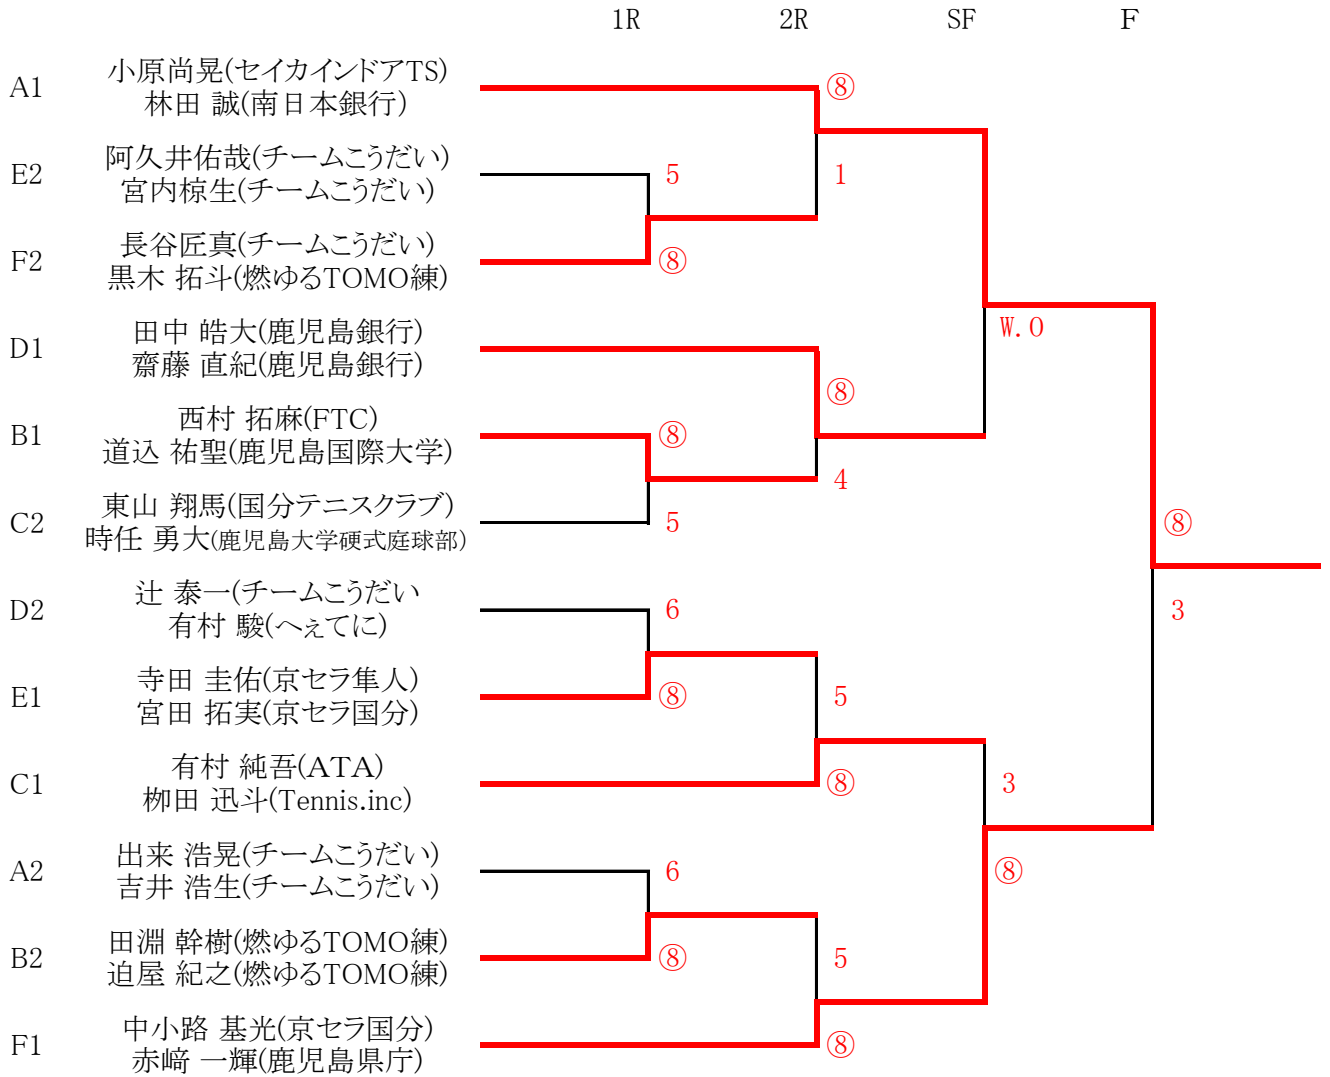 1R 2R SF F
小原尚晃(セイカインドアTS)
A1 ⑧
林田 誠(南日本銀行)
阿久井佑哉(チームこうだい)
E2 5 1
宮内椋生(チームこうだい)
長谷匠真(チームこうだい)
F2 ⑧
黒木 拓斗(燃ゆるTOMO練)
田中 皓大(鹿児島銀行) W.O
D1
齋藤 直紀(鹿児島銀行)
⑧
西村 拓麻(FTC)
B1 ⑧
道込 祐聖(鹿児島国際大学)
4
東山 翔馬(国分テニスクラブ)
C2 5 ⑧
時任 勇大(鹿児島大学硬式庭球部)
辻 泰一(チームこうだい
D2 6 3
有村 駿(へぇてに)
寺田 圭佑(京セラ隼人)
E1 ⑧ 5
宮田 拓実(京セラ国分)
有村 純吾(ATA)
C1 ⑧ 3
栁田 迅斗(Tennis.inc)
出来 浩晃(チームこうだい)
A2 6 ⑧
吉井 浩生(チームこうだい)
田淵 幹樹(燃ゆるTOMO練)
B2 ⑧ 5
迫屋 紀之(燃ゆるTOMO練)
中小路 基光(京セラ国分)
F1 ⑧
赤﨑 一輝(鹿児島県庁)